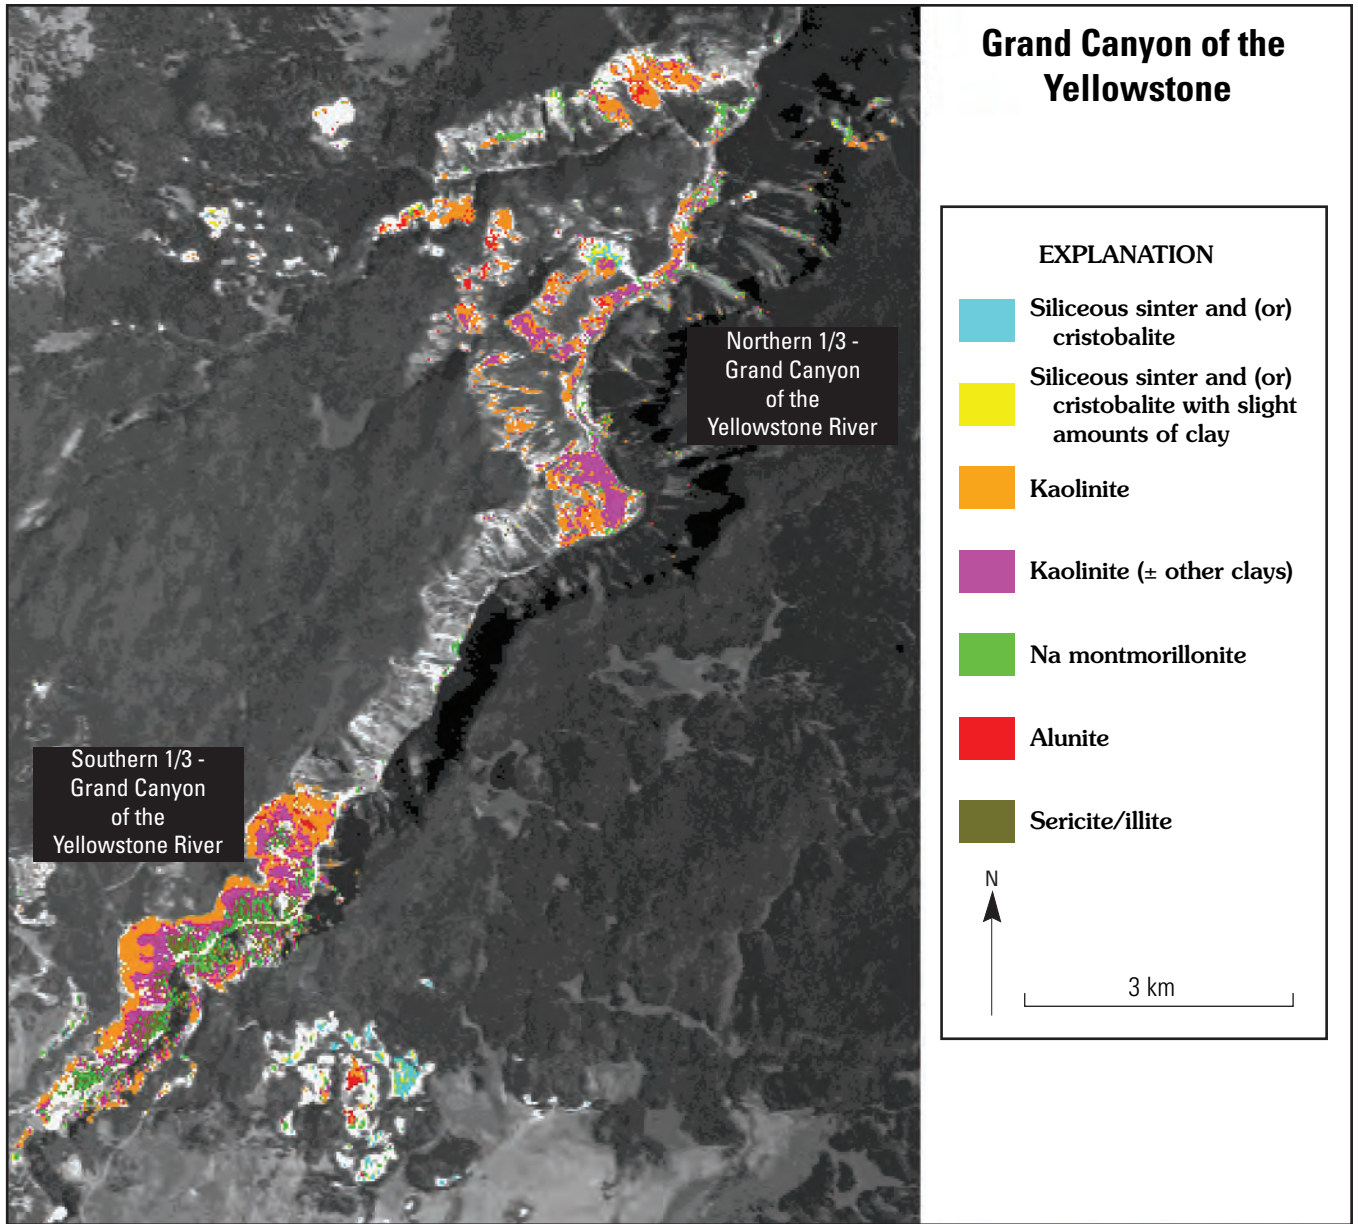 Grand Canyon of the
Yellowstone
Northern 1/3 -
Grand Canyon
of the
Yellowstone River
Southern 1/3 -
Grand Canyon
of the
Yellowstone River
EXPLANATION
Siliceous sinter and (or)
cristobalite
Siliceous sinter and (or)
cristobalite with slight
amounts of clay
Kaolinite
Kaolinite (± other clays)
Na montmorillonite
Alunite
Sericite/illite
N
3 km